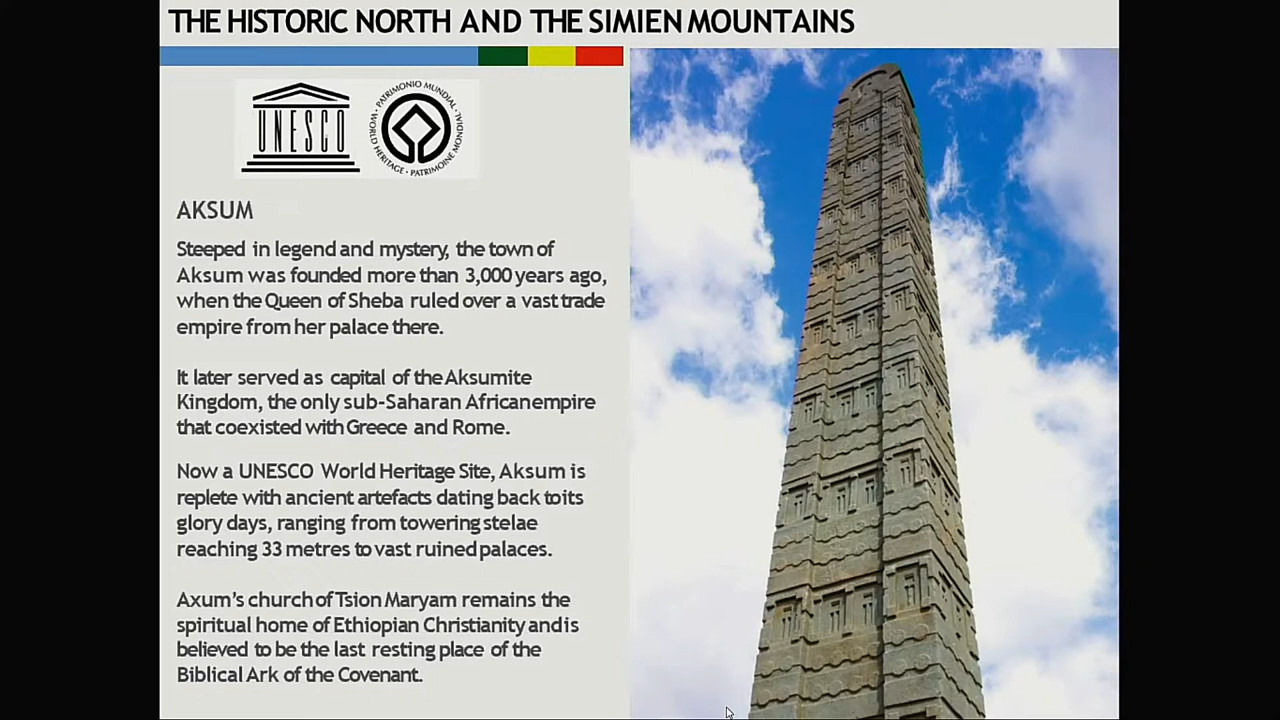 THE HISTORIC NORTH AND THE SIMIEN MOUNTAINS
UNESCO
PATRIMONIO MUNDIAL • WORLD HERITAGE • PATRIMOINE MONDIAL
AKSUM
Steeped in legend and mystery, the town of
Aksum was founded more than 3,000 years ago,
when the Queen of Sheba ruled over a vast trade
empire from her palace there.
It later served as capital of the Aksumite
Kingdom, the only sub-Saharan African empire
that coexisted with Greece and Rome.
Now a UNESCO World Heritage Site, Aksum is
replete with ancient artefacts dating back to its
glory days, ranging from towering stelae
reaching 33 metres to vast ruined palaces.
Axum's church of Tsion Maryam remains the
spiritual home of Ethiopian Christianity and is
believed to be the last resting place of the
Biblical Ark of the Covenant.